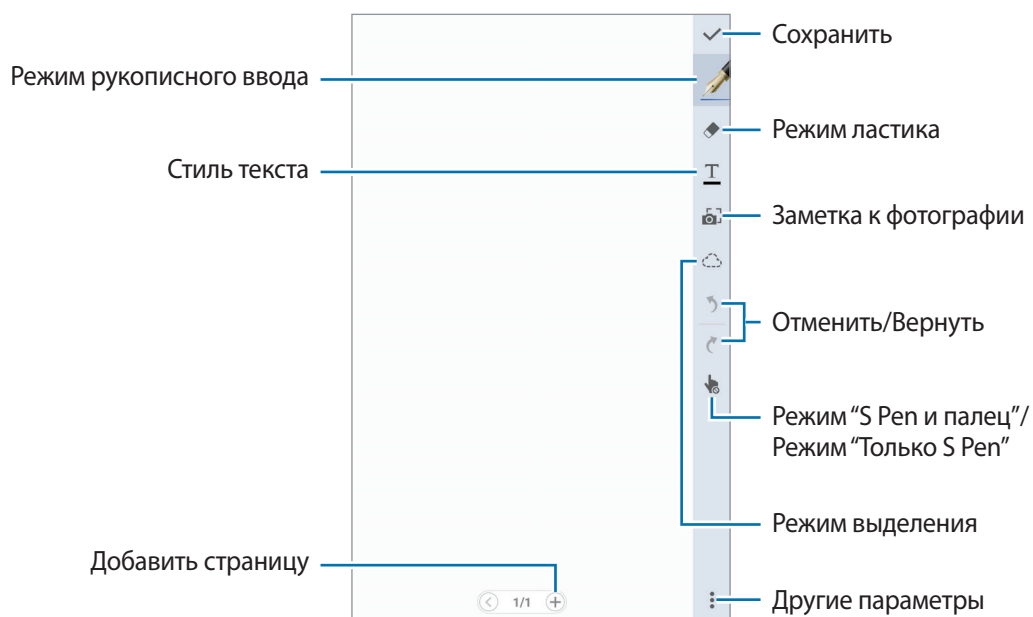 Сохранить
Режим рукописного ввода
Режим ластика
Стиль текста
T
Заметка к фотографии
Отменить/Вернуть
Режим “S Pen и палец”/
Режим “Только S Pen”
Режим выделения
Добавить страницу
1/1
Другие параметры